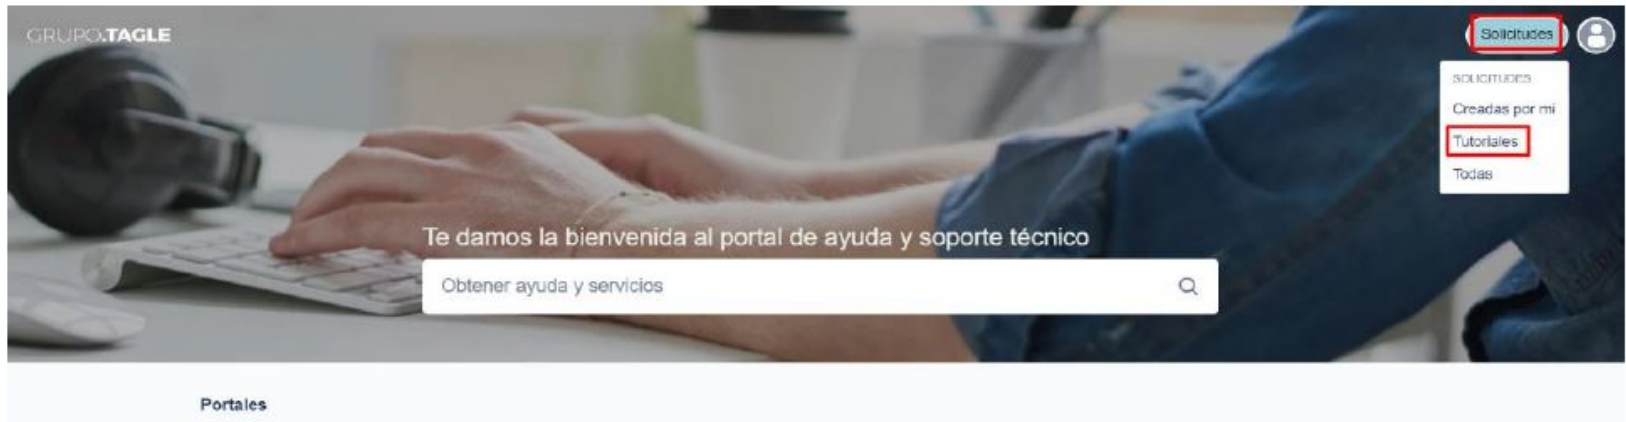 GRUPO.TAGLE
Solicitudes
SOLICITUDES
Creadas por mi
Tutoriales
Todas
Te damos la bienvenida al portal de ayuda y soporte técnico
Obtener ayuda y servicios
Portales